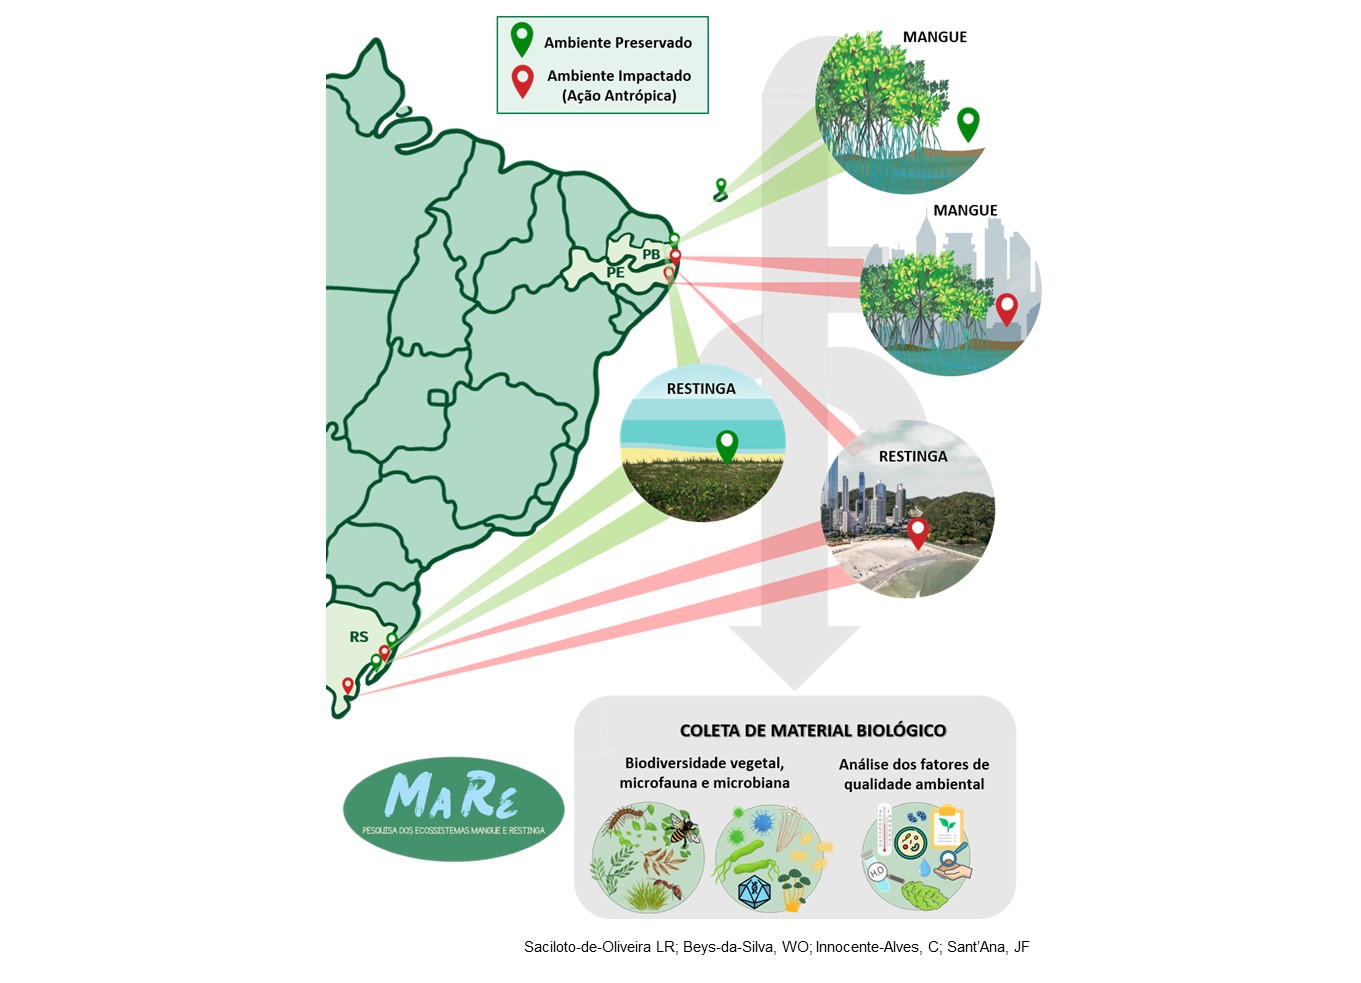 Ambiente Preservado
Ambiente Impactado
(Ação Antrópica)
MANGUE
MANGUE
PB
PE
RESTINGA
RESTINGA
RS
COLETA DE MATERIAL BIOLÓGICO
Biodiversidade vegetal,
microfauna e microbiana
Análise dos fatores de
qualidade ambiental
H₂O
MARE
PESQUISA DOS ECOSSISTEMAS MANGUE E RESTINGA
Saciloto-de-Oliveira LR; Beys-da-Silva, WO; Innocente-Alves, C; Sant'Ana, JF